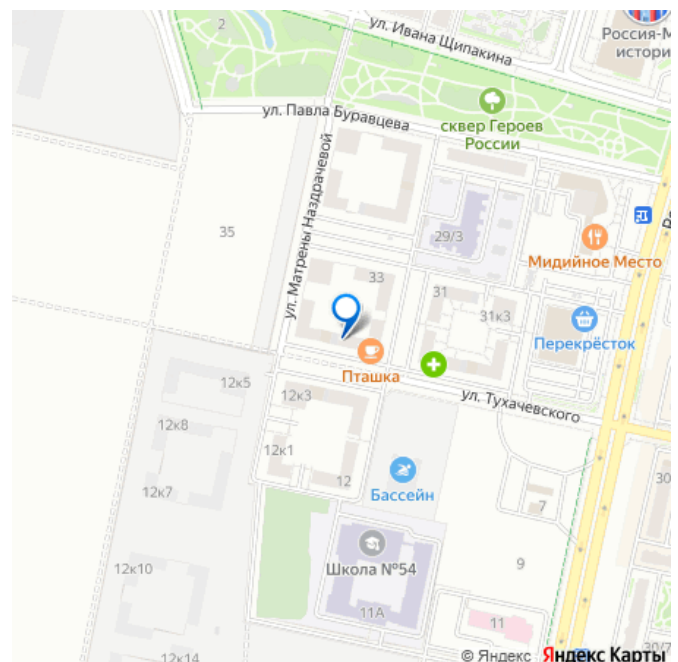 2
ул. Ивана Щипакина
Россия-М
истори
ул. Павла Буравцева
сквер Героев
России
ул. Матрены Наздрачевой
35
29/3
Мидийное Место
33
31
31к3
Перекрёсток
Пташка
ул. Тухачевского
12к5
12к3
12к8
12к1
12
12к7
Бассейн
7
30
Школа №54
9
12к10
11А
11
12к14
30/7
© Яндекс Яндекс Карты